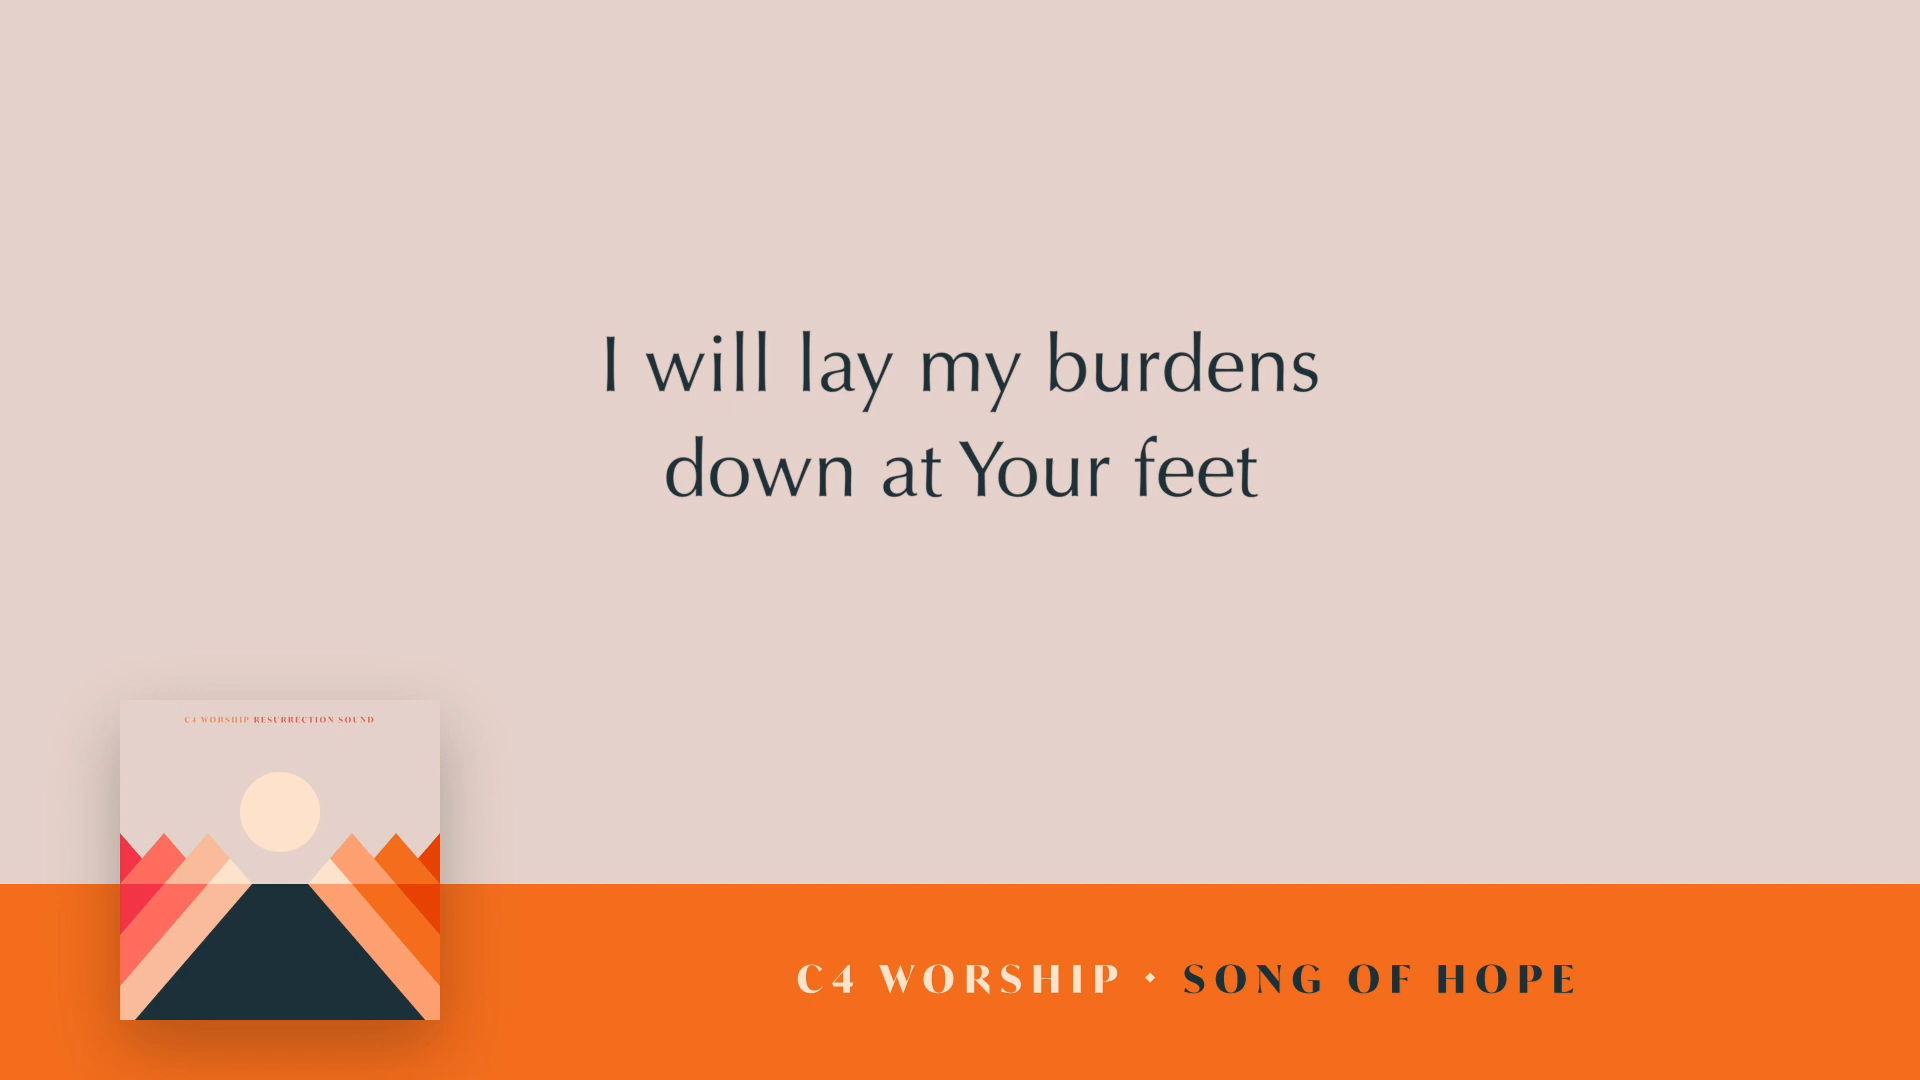 I will lay my burdens
down at Your feet
C4 WORSHIP RESURRECTION SOUND
C4 WORSHIP • SONG OF HOPE